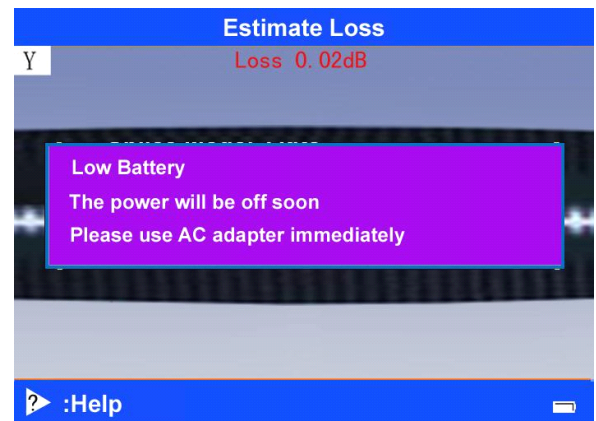 Estimate Loss
Y
Loss 0.02dB
Low Battery
The power will be off soon
Please use AC adapter immediately
? :Help